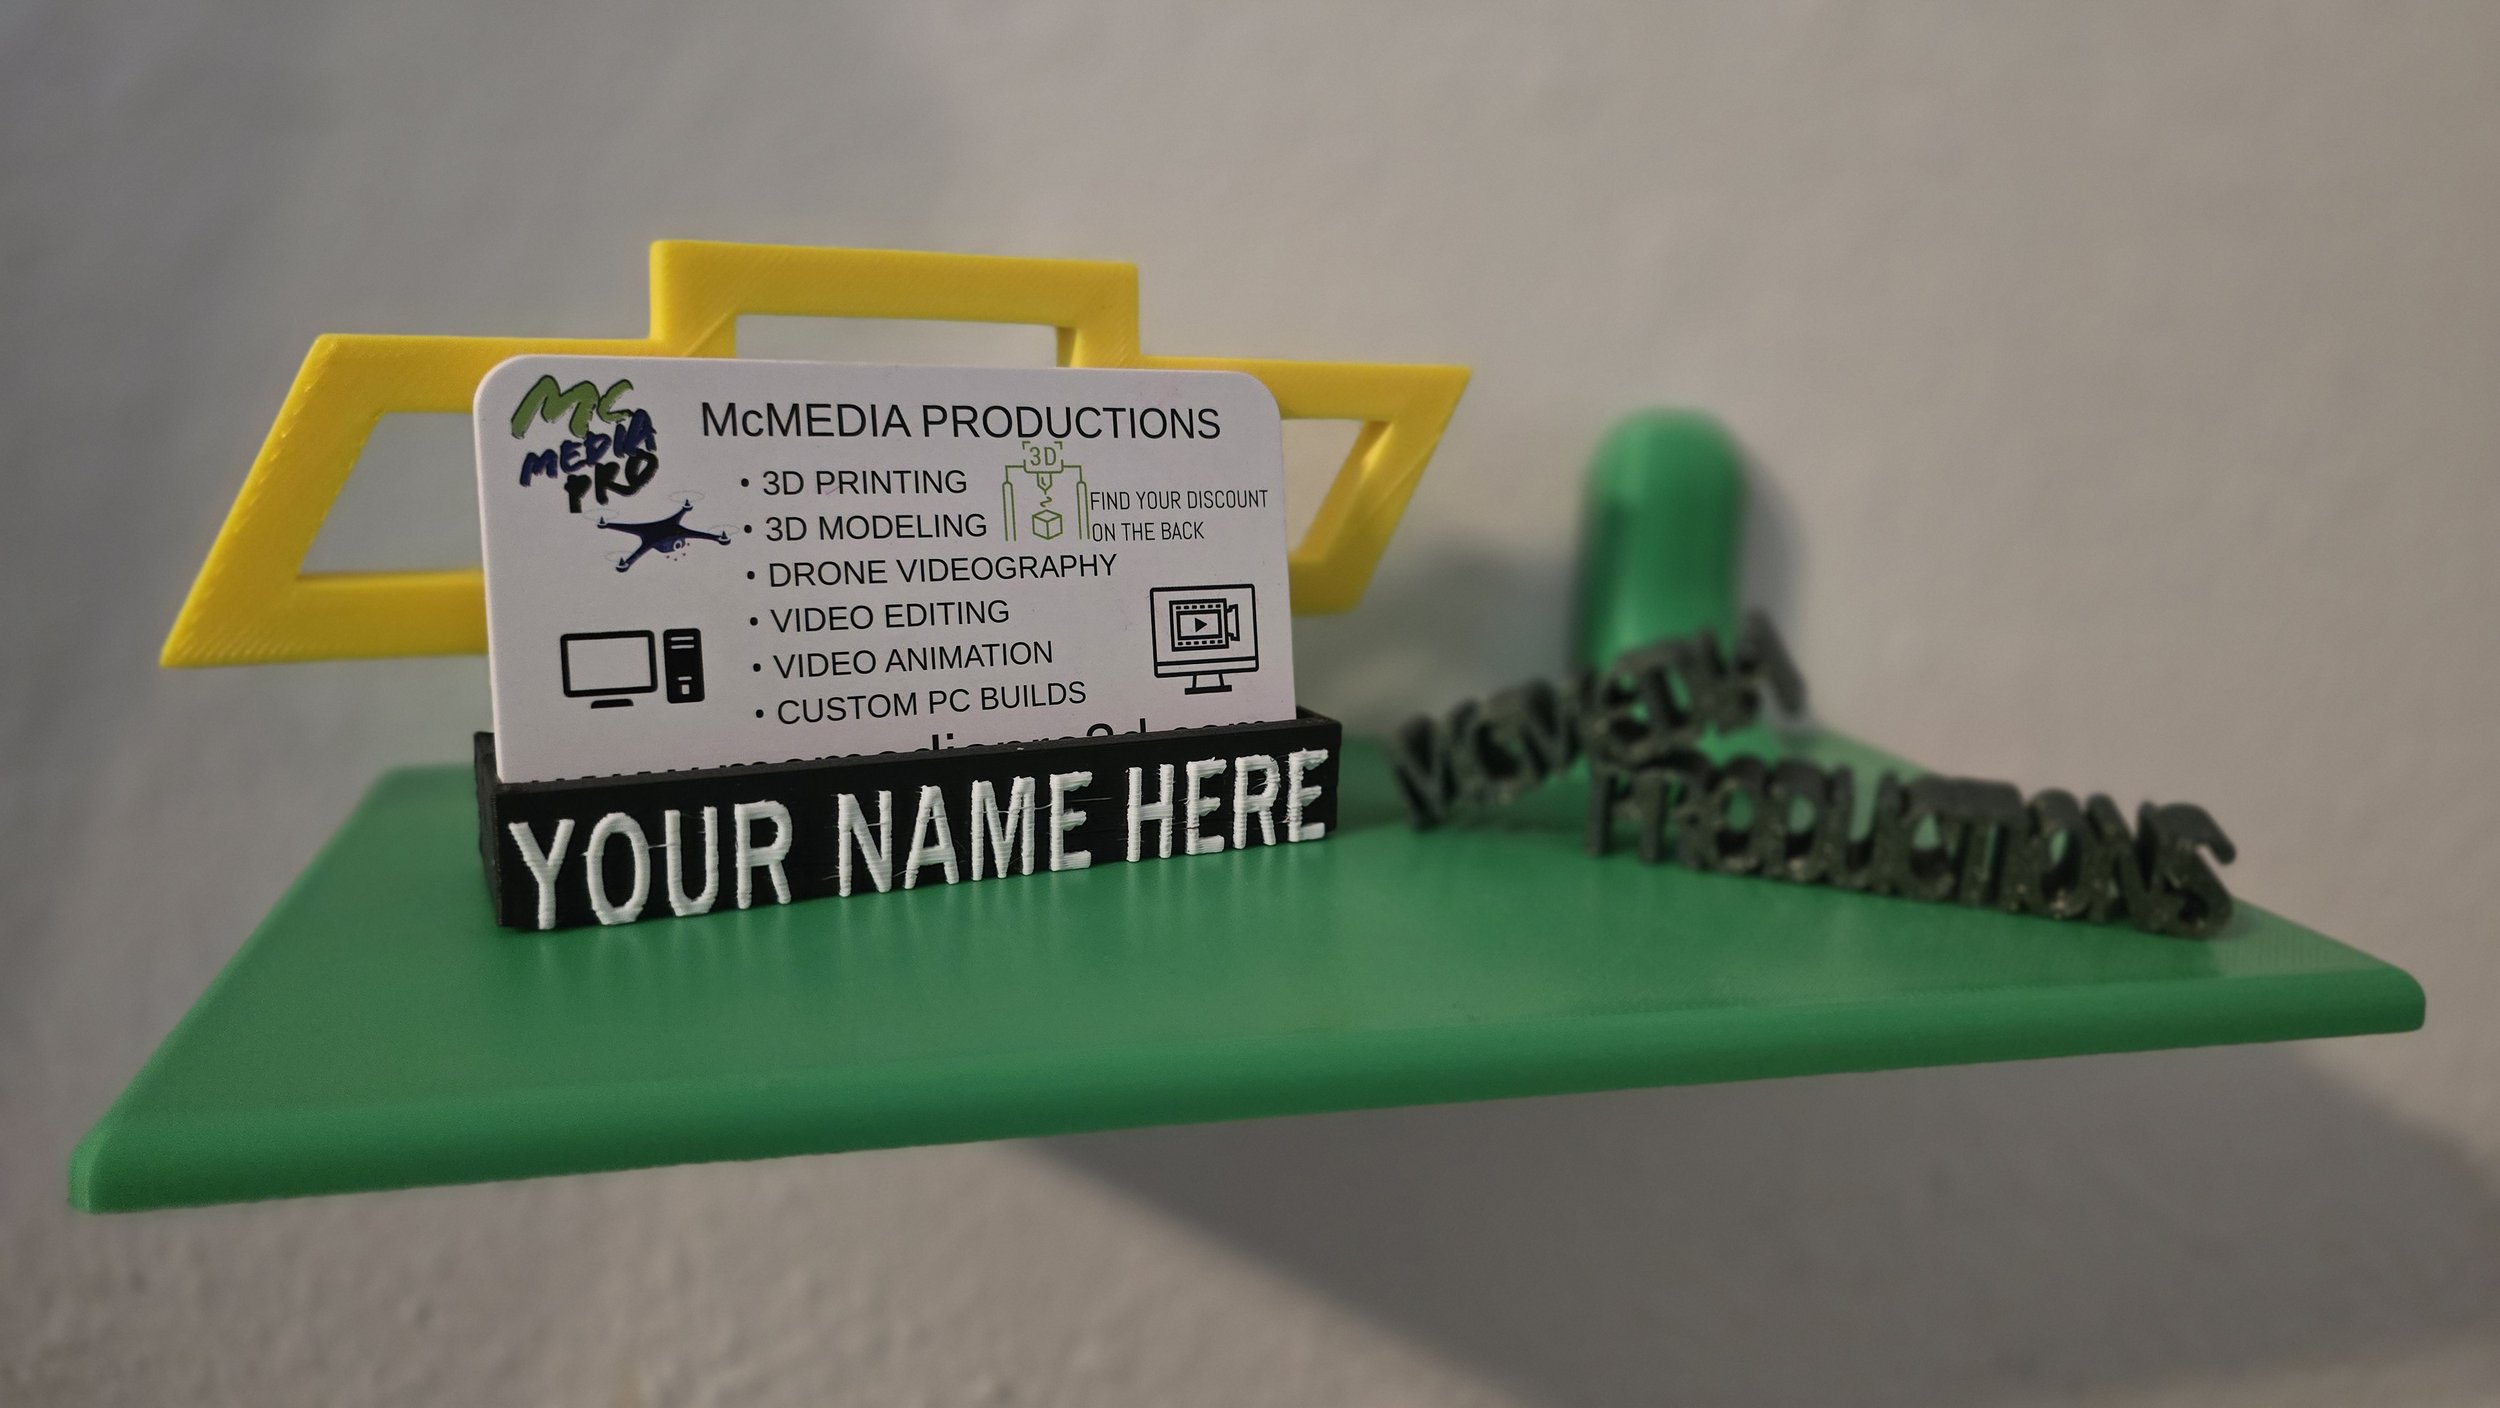 MC
MEDIA
PRO
McMEDIA PRODUCTIONS
• 3D PRINTING
• 3D MODELING
• DRONE VIDEOGRAPHY
• VIDEO EDITING
• VIDEO ANIMATION
• CUSTOM PC BUILDS
3D
FIND YOUR DISCOUNT
ON THE BACK
YOUR NAME HERE
MCMEDIA
PRODUCTIONS